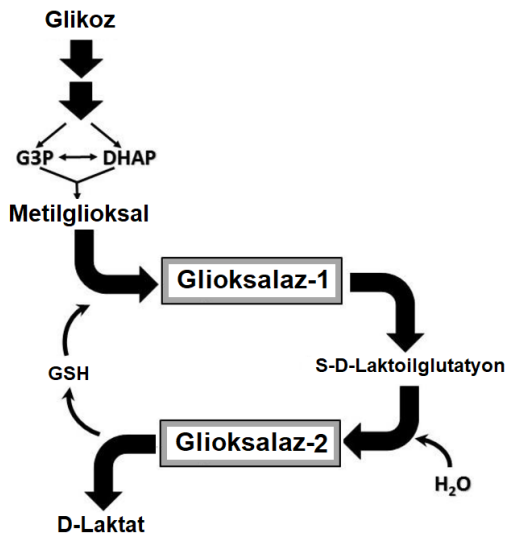 Glikoz
G3P DHAP
Metilglioksal
Glioksalaz-1
GSH
S-D-Laktoilglutatyon
Glioksalaz-2
H₂O
D-Laktat